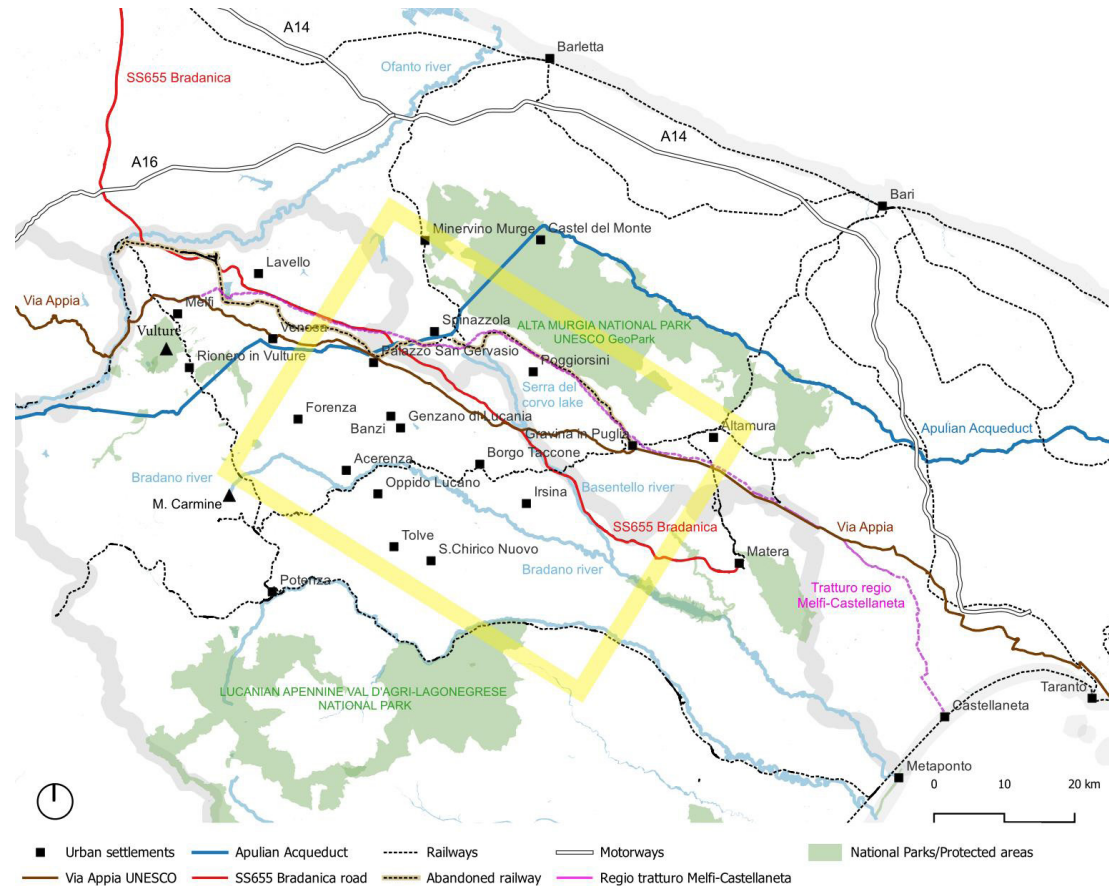 A14
Barletta
Ofanto river
SS655 Bradanica
A14
A16
Bari
Minervino Murge
Castel del Monte
Lavello
Via Appia
Melfi
Vulture
Venosa
Spinazzola
ALTA MURGIA NATIONAL PARK
UNESCO GeoPark
Rionero in Vulture
Palazzo San Gervasio
Poggiorsini
Serra del
corvo lake
Forenza
Genzano di Lucania
Banzi
Gravina in Puglia
Altamura
Apulian Acqueduct
Acerenza
Borgo Taccone
Bradano river
Oppido Lucano
Basentello river
M. Carmine
Irsina
SS655 Bradanica
Via Appia
Tolve
S.Chirico Nuovo
Matera
Bradano river
Tratturo regio
Melfi-Castellaneta
Potenza
LUCANIAN APENNINE VAL D'AGRI-LAGONEGRESE
NATIONAL PARK
Taranto
Castellaneta
Metaponto
0 10 20 km
Urban settlements
Apulian Acqueduct
Railways
Motorways
National Parks/Protected areas
Via Appia UNESCO
SS655 Bradanica road
Abandoned railway
Regio tratturo Melfi-Castellaneta